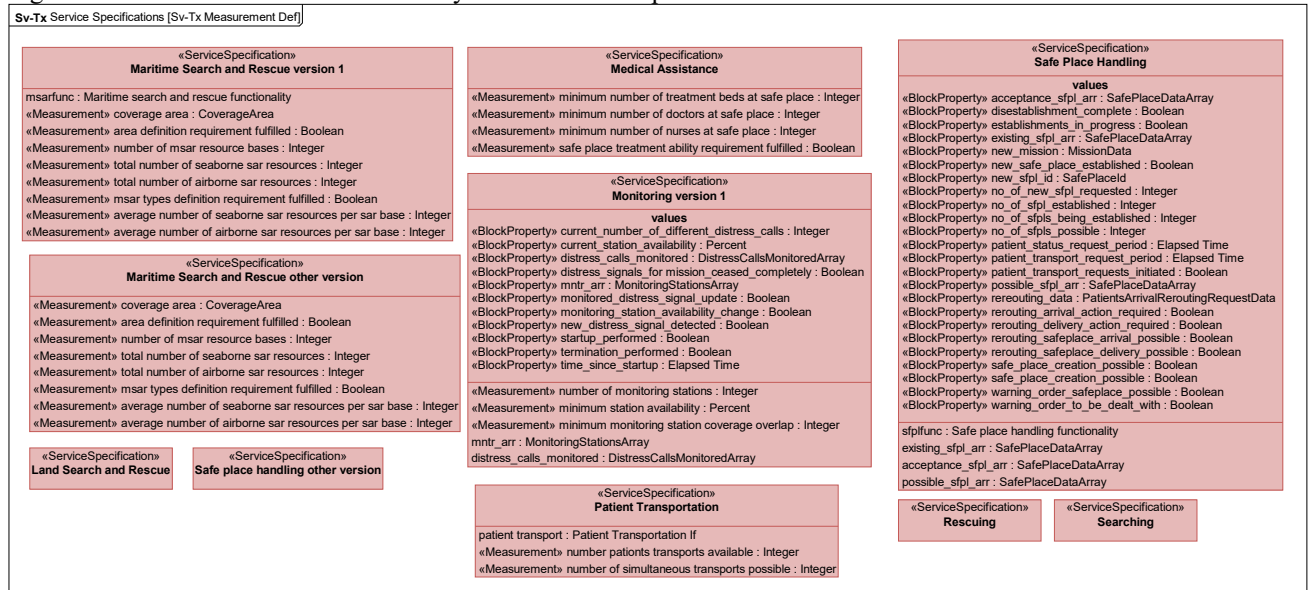 Sv-Tx Service Specifications [Sv-Tx Measurement Def]
«ServiceSpecification»
Maritime Search and Rescue version 1
msarfunc : Maritime search and rescue functionality
«Measurement» coverage area : CoverageArea
«Measurement» area definition requirement fulfilled : Boolean
«Measurement» number of msar resource bases : Integer
«Measurement» total number of seaborne sar resources : Integer
«Measurement» total number of airborne sar resources : Integer
«Measurement» msar types definition requirement fulfilled : Boolean
«Measurement» average number of seaborne sar resources per sar base : Integer
«Measurement» average number of airborne sar resources per sar base : Integer
«ServiceSpecification»
Maritime Search and Rescue other version
«Measurement» coverage area : CoverageArea
«Measurement» area definition requirement fulfilled : Boolean
«Measurement» number of msar resource bases : Integer
«Measurement» total number of seaborne sar resources : Integer
«Measurement» total number of airborne sar resources : Integer
«Measurement» msar types definition requirement fulfilled : Boolean
«Measurement» average number of seaborne sar resources per sar base : Integer
«Measurement» average number of airborne sar resources per sar base : Integer
«ServiceSpecification»
Land Search and Rescue
«ServiceSpecification»
Safe place handling other version
«ServiceSpecification»
Medical Assistance
«Measurement» minimum number of treatment beds at safe place : Integer
«Measurement» minimum number of doctors at safe place : Integer
«Measurement» minimum number of nurses at safe place : Integer
«Measurement» safe place treatment ability requirement fulfilled : Boolean
«ServiceSpecification»
Monitoring version 1
values
«BlockProperty» current_number_of_different_distress_calls : Integer
«BlockProperty» current_station_availability : Percent
«BlockProperty» distress_calls_monitored : DistressCallsMonitoredArray
«BlockProperty» distress_signals_for mission_ceased_completely : Boolean
«BlockProperty» mntr_arr : MonitoringStationsArray
«BlockProperty» monitored_distress_signal_update : Boolean
«BlockProperty» monitoring_station_availability_change : Boolean
«BlockProperty» new_distress_signal_detected : Boolean
«BlockProperty» startup_performed : Boolean
«BlockProperty» termination_performed : Boolean
«BlockProperty» time_since_startup : Elapsed Time
«Measurement» number of monitoring stations : Integer
«Measurement» minimum station availability : Percent
«Measurement» minimum monitoring station coverage overlap : Integer
mntr_arr : MonitoringStationsArray
distress_calls_monitored : DistressCallsMonitoredArray
«ServiceSpecification»
Patient Transportation
patient transport : Patient Transportation If
«Measurement» number pationts transports available : Integer
«Measurement» number of simultaneous transports possible : Integer
«ServiceSpecification»
Safe Place Handling
values
«BlockProperty» acceptance_sfpl_arr : SafePlaceDataArray
«BlockProperty» disestablishment_complete : Boolean
«BlockProperty» establishments_in_progress : Boolean
«BlockProperty» existing_sfpl_arr : SafePlaceDataArray
«BlockProperty» new_mission : MissionData
«BlockProperty» new_safe_place_established : Boolean
«BlockProperty» new_sfpl_id : SafePlaceId
«BlockProperty» no_of_new_sfpl_requested : Integer
«BlockProperty» no_of_sfpl_established : Integer
«BlockProperty» no_of_sfpls_being_established : Integer
«BlockProperty» no_of_sfpls_possible : Integer
«BlockProperty» patient_status_request_period : Elapsed Time
«BlockProperty» patient_transport_request_period : Elapsed Time
«BlockProperty» patient_transport_requests_initiated : Boolean
«BlockProperty» possible_sfpl_arr : SafePlaceDataArray
«BlockProperty» rereouting_data : PatientsArrivalReroutingRequestData
«BlockProperty» rerouting_arrival_action_required : Boolean
«BlockProperty» rerouting_delivery_action_required : Boolean
«BlockProperty» rerouting_safeplace_arrival_possible : Boolean
«BlockProperty» rerouting_safeplace_delivery_possible : Boolean
«BlockProperty» safe_place_creation_possible : Boolean
«BlockProperty» safe_place_creation_possible : Boolean
«BlockProperty» warning_order_safeplace_possible : Boolean
«BlockProperty» warning_order_to_be_dealt_with : Boolean
sfplfunc : Safe place handling functionality
existing_sfpl_arr : SafePlaceDataArray
acceptance_sfpl_arr : SafePlaceDataArray
possible_sfpl_arr : SafePlaceDataArray
«ServiceSpecification»
Rescuing
«ServiceSpecification»
Searching